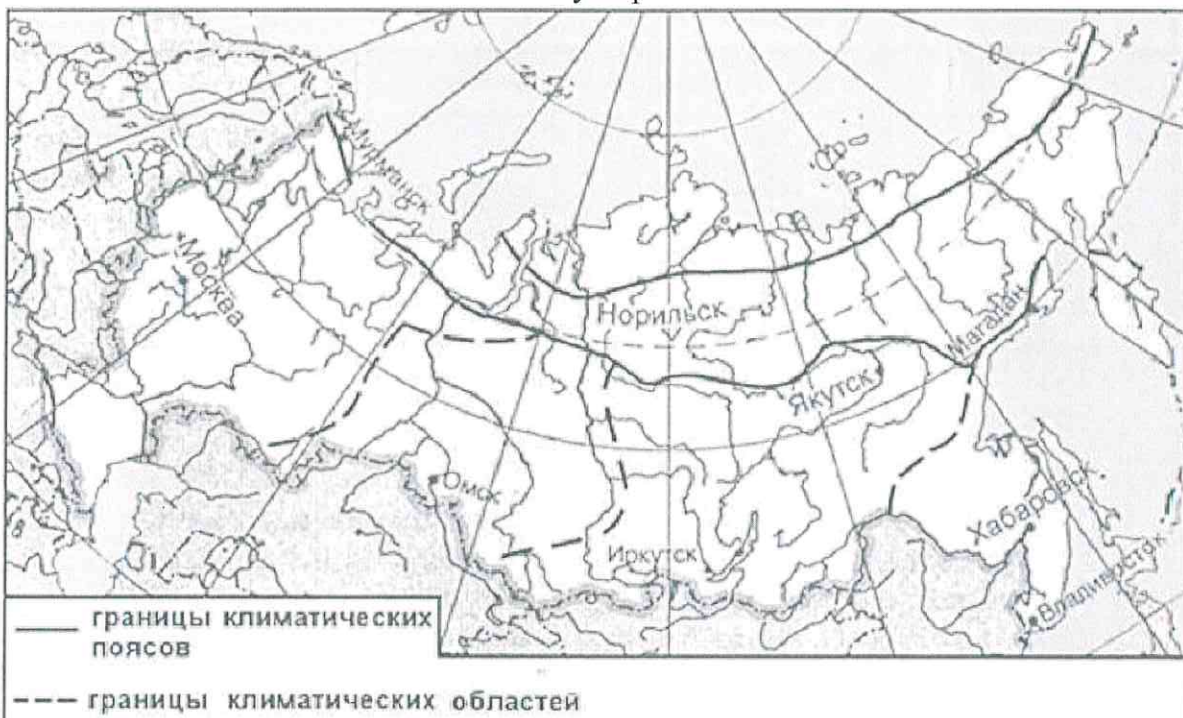 Мурманск
Москва
Норильск
Магадан
Якутск
Омск
Хабаровск
Иркутск
Владивосток
границы климатических
поясов
границы климатических областей